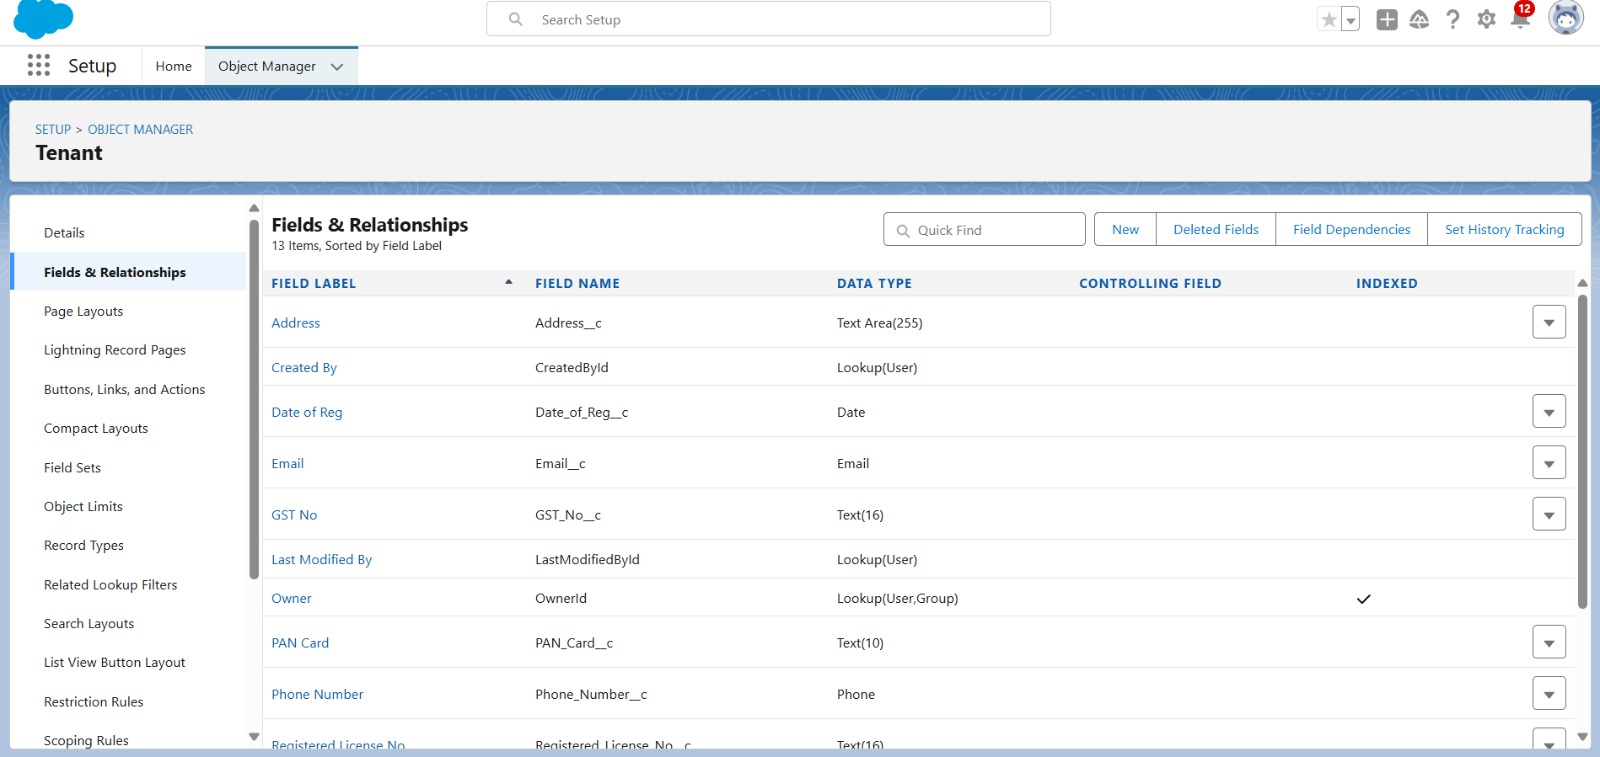 Search Setup
12
Setup
Home
Object Manager
SETUP > OBJECT MANAGER
Tenant
Details
Fields & Relationships
Page Layouts
Lightning Record Pages
Buttons, Links, and Actions
Compact Layouts
Field Sets
Object Limits
Record Types
Related Lookup Filters
Search Layouts
List View Button Layout
Restriction Rules
Scoping Rules
Fields & Relationships
13 Items, Sorted by Field Label
Quick Find
New
Deleted Fields
Field Dependencies
Set History Tracking
FIELD LABEL FIELD NAME DATA TYPE CONTROLLING FIELD INDEXED
Address Address__c Text Area(255)
Created By CreatedById Lookup(User)
Date of Reg Date_of_Reg__c Date
Email Email__c Email
GST No GST_No__c Text(16)
Last Modified By LastModifiedById Lookup(User)
Owner OwnerId Lookup(User,Group)
PAN Card PAN_Card__c Text(10)
Phone Number Phone_Number__c Phone
Registered License No Registered_License_No__c Text(16)